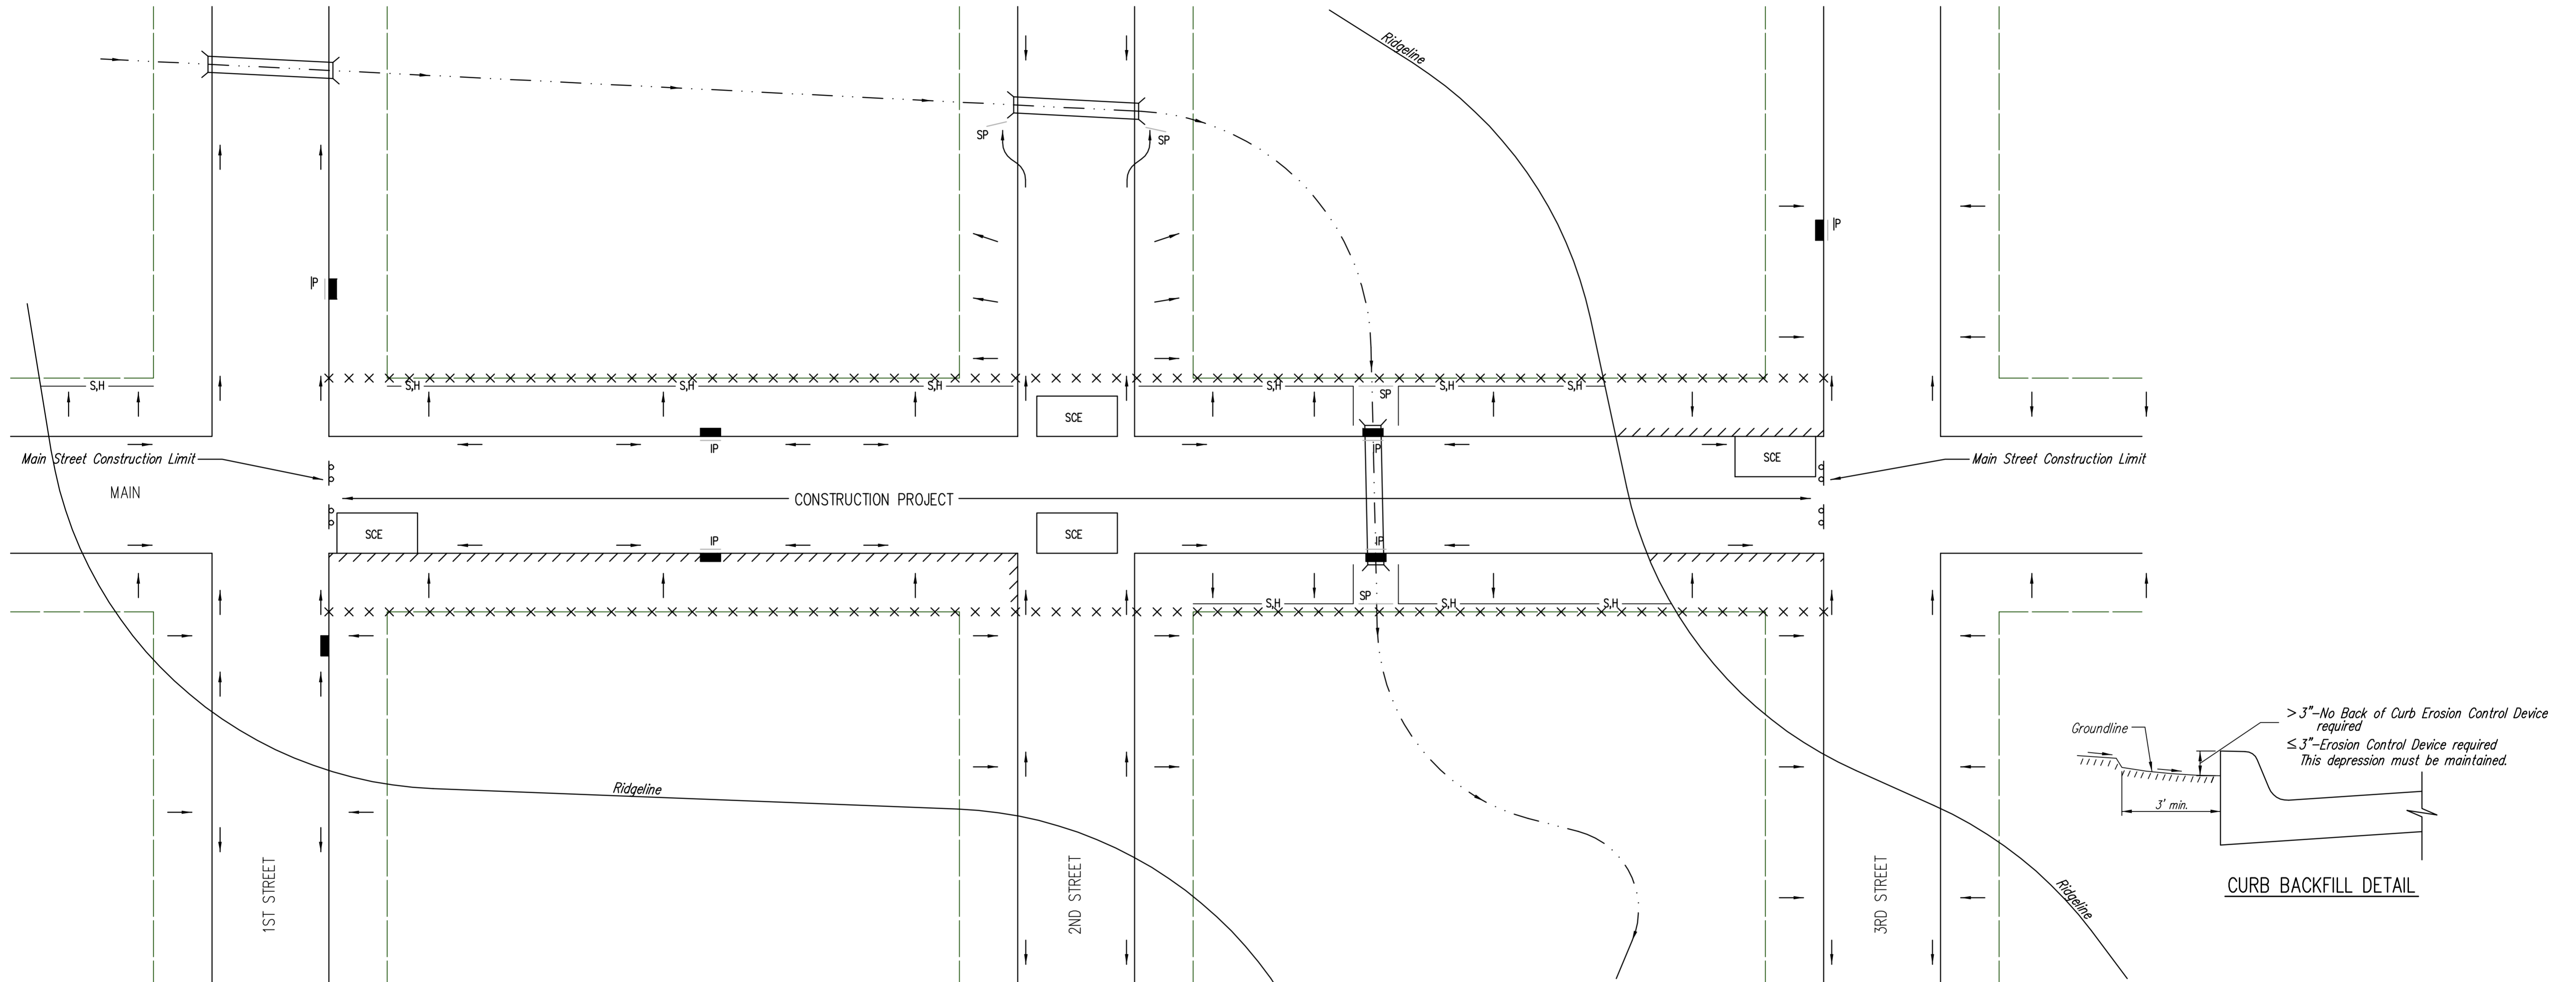 Ridgeline
SP
SP
IP
IP
S,H
S,H
S,H
S,H
S,H
S,H
S,H
SP
SCE
IP
IP
Main Street Construction Limit
SCE
Main Street Construction Limit
MAIN
CONSTRUCTION PROJECT
SCE
SCE
IP
IP
S,H
SP
S,H
S,H
Ridgeline
1ST STREET
2ND STREET
3RD STREET
Ridgeline
Groundline
>3"-No Back of Curb Erosion Control Device
required
≤3"-Erosion Control Device required
This depression must be maintained.
3' min.
CURB BACKFILL DETAIL